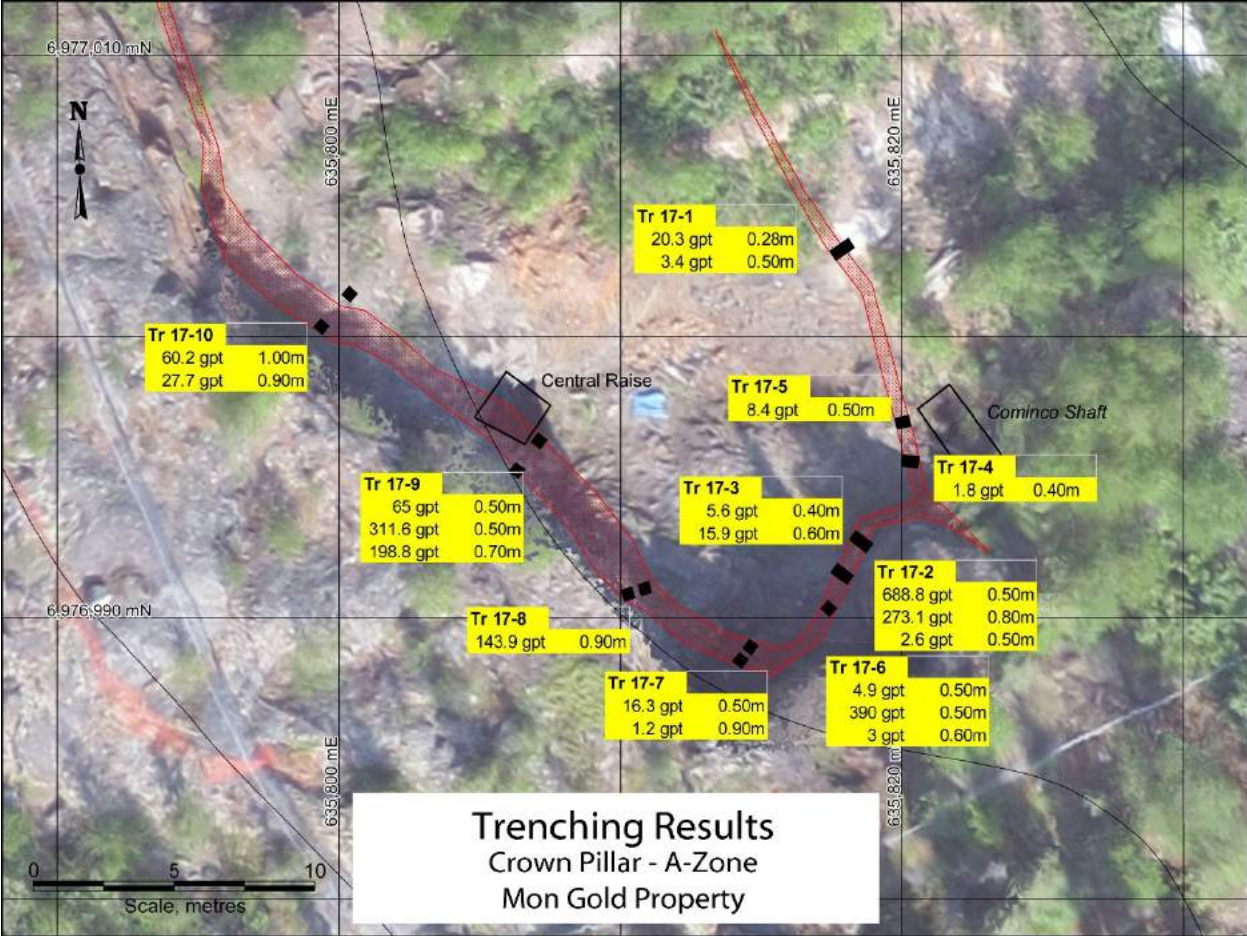 6,977,010 mN
N
635,800 mE
635,820 mE
Tr 17-1
20.3 gpt 0.28m
3.4 gpt 0.50m
Tr 17-10
60.2 gpt 1.00m
27.7 gpt 0.90m
Central Raise
Tr 17-5
8.4 gpt 0.50m
Cominco Shaft
Tr 17-4
1.8 gpt 0.40m
Tr 17-9
65 gpt 0.50m
311.6 gpt 0.50m
198.8 gpt 0.70m
Tr 17-3
5.6 gpt 0.40m
15.9 gpt 0.60m
Tr 17-2
688.8 gpt 0.50m
273.1 gpt 0.80m
2.6 gpt 0.50m
6,976,990 mN
Tr 17-8
143.9 gpt 0.90m
Tr 17-7
16.3 gpt 0.50m
1.2 gpt 0.90m
Tr 17-6
4.9 gpt 0.50m
390 gpt 0.50m
3 gpt 0.60m
635,800 mE
635,820 mE
Trenching Results
Crown Pillar - A-Zone
Mon Gold Property
0 5 10
Scale, metres